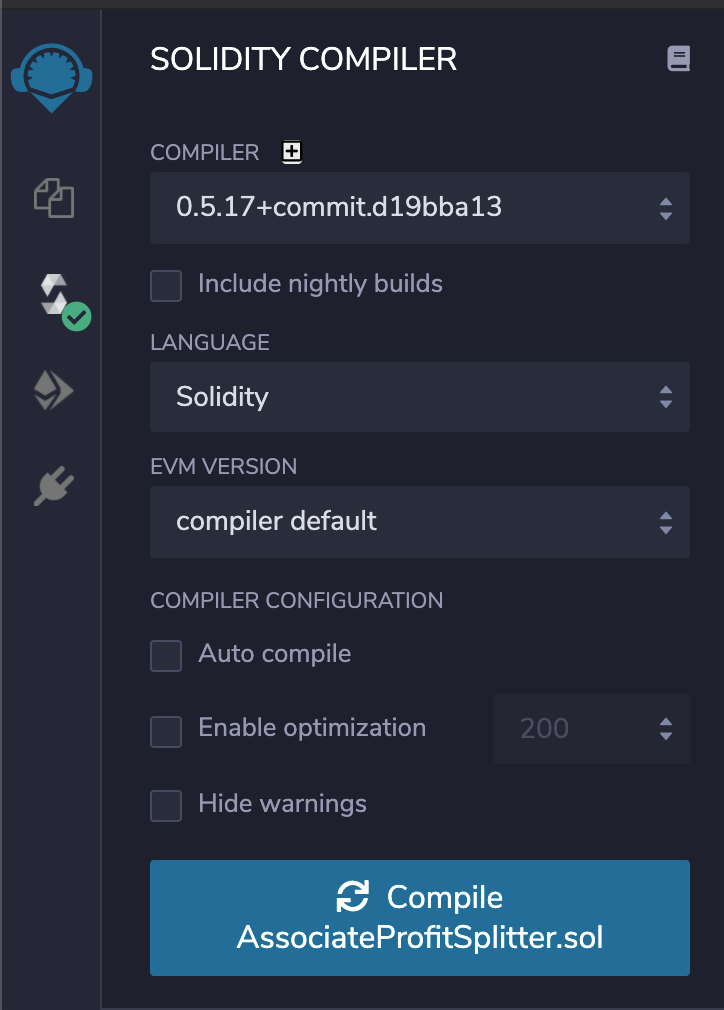 SOLIDITY COMPILER
COMPILER
0.5.17+commit.d19bba13
Include nightly builds
LANGUAGE
Solidity
EVM VERSION
compiler default
COMPILER CONFIGURATION
Auto compile
Enable optimization 200
Hide warnings
Compile
AssociateProfitSplitter.sol